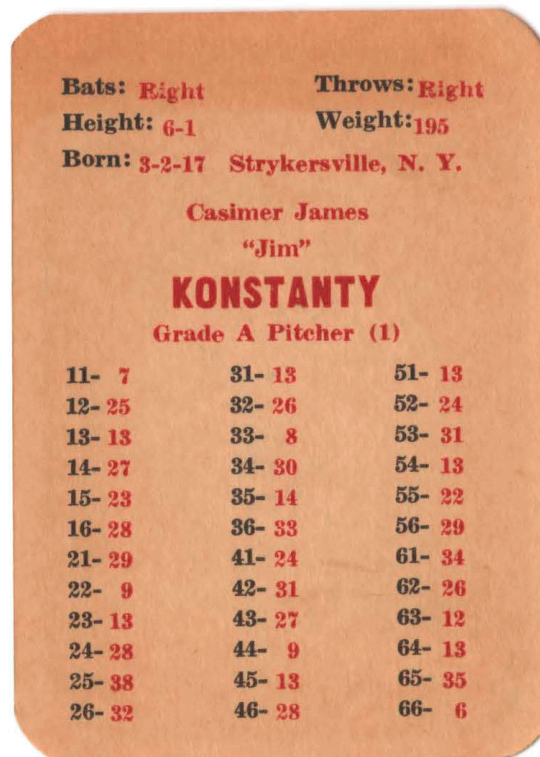 Bats: Right Throws: Right
Height: 6-1 Weight: 195
Born: 3-2-17 Strykersville, N. Y.
Casimer James
"Jim"
KONSTANTY
Grade A Pitcher (1)
11- 7 31- 13 51- 13
12- 25 32- 26 52- 24
13- 13 33- 8 53- 31
14- 27 34- 30 54- 13
15- 23 35- 14 55- 22
16- 28 36- 33 56- 29
21- 29 41- 24 61- 34
22- 9 42- 31 62- 26
23- 13 43- 27 63- 12
24- 28 44- 9 64- 13
25- 38 45- 13 65- 35
26- 32 46- 28 66- 6